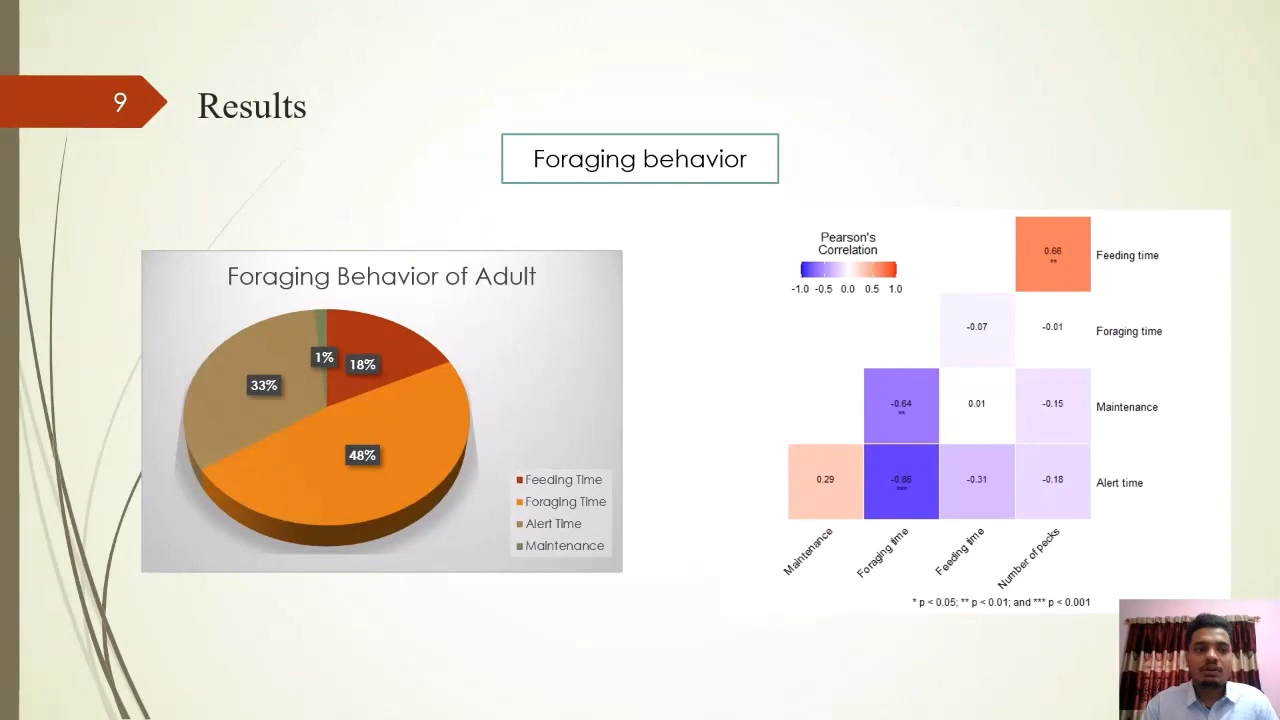 9
Results
Foraging behavior
Foraging Behavior of Adult
1%
18%
33%
48%
Feeding Time
Foraging Time
Alert Time
Maintenance
Pearson's
Correlation
-1.0 -0.5 0.0 0.5 1.0
0.66
**
Feeding time
-0.07
-0.01
Foraging time
-0.64
**
0.01
-0.15
Maintenance
0.29
-0.86
***
-0.31
-0.18
Alert time
Maintenance
Foraging time
Feeding time
Number of pecks
* p < 0.05; ** p < 0.01; and *** p < 0.001